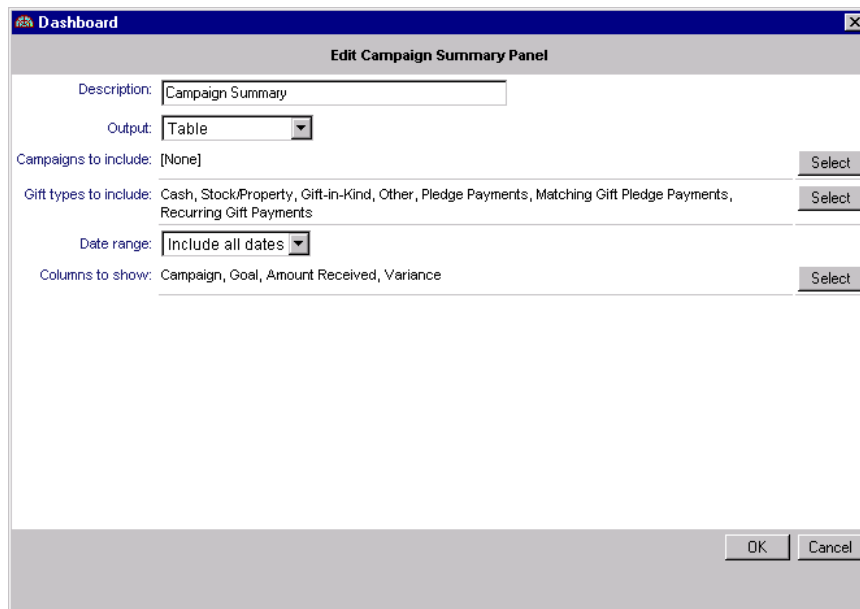 Dashboard
Edit Campaign Summary Panel
Description: Campaign Summary
Output: Table
Campaigns to include: [None] Select
Gift types to include: Cash, Stock/Property, Gift-in-Kind, Other, Pledge Payments, Matching Gift Pledge Payments, Select
Recurring Gift Payments
Date range: Include all dates
Columns to show: Campaign, Goal, Amount Received, Variance Select
OK Cancel